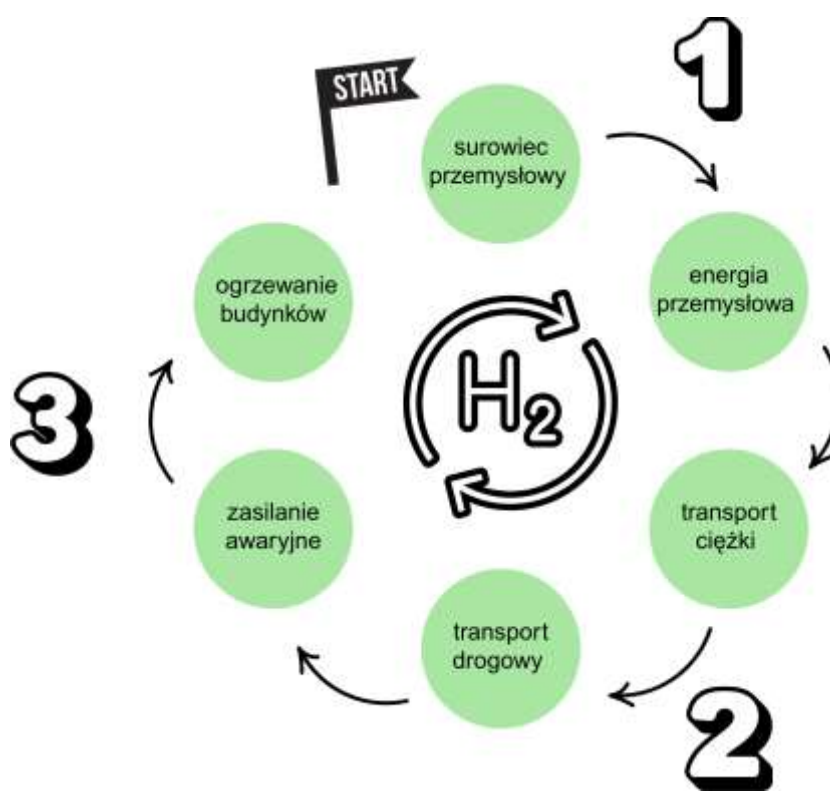 START
1
surowiec
przemysłowy
energia
przemysłowa
transport
ciężki
2
transport
drogowy
zasilanie
awaryjne
3
ogrzewanie
budynków
H₂